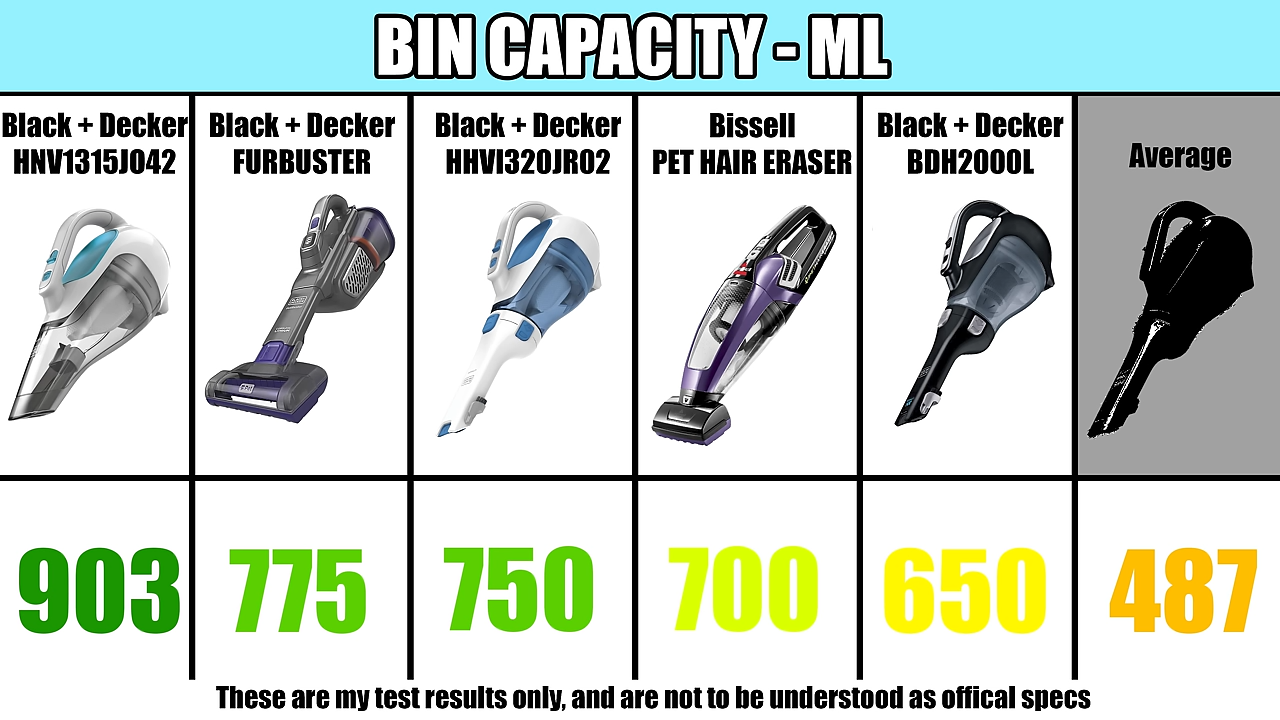 BIN CAPACITY - ML
Black + Decker
HNV1315J042
Black + Decker
FURBUSTER
Black + Decker
HHVI320JR02
Bissell
PET HAIR ERASER
Black + Decker
BDH2000L
Average
903
775
750
700
650
487
These are my test results only, and are not to be understood as offical specs